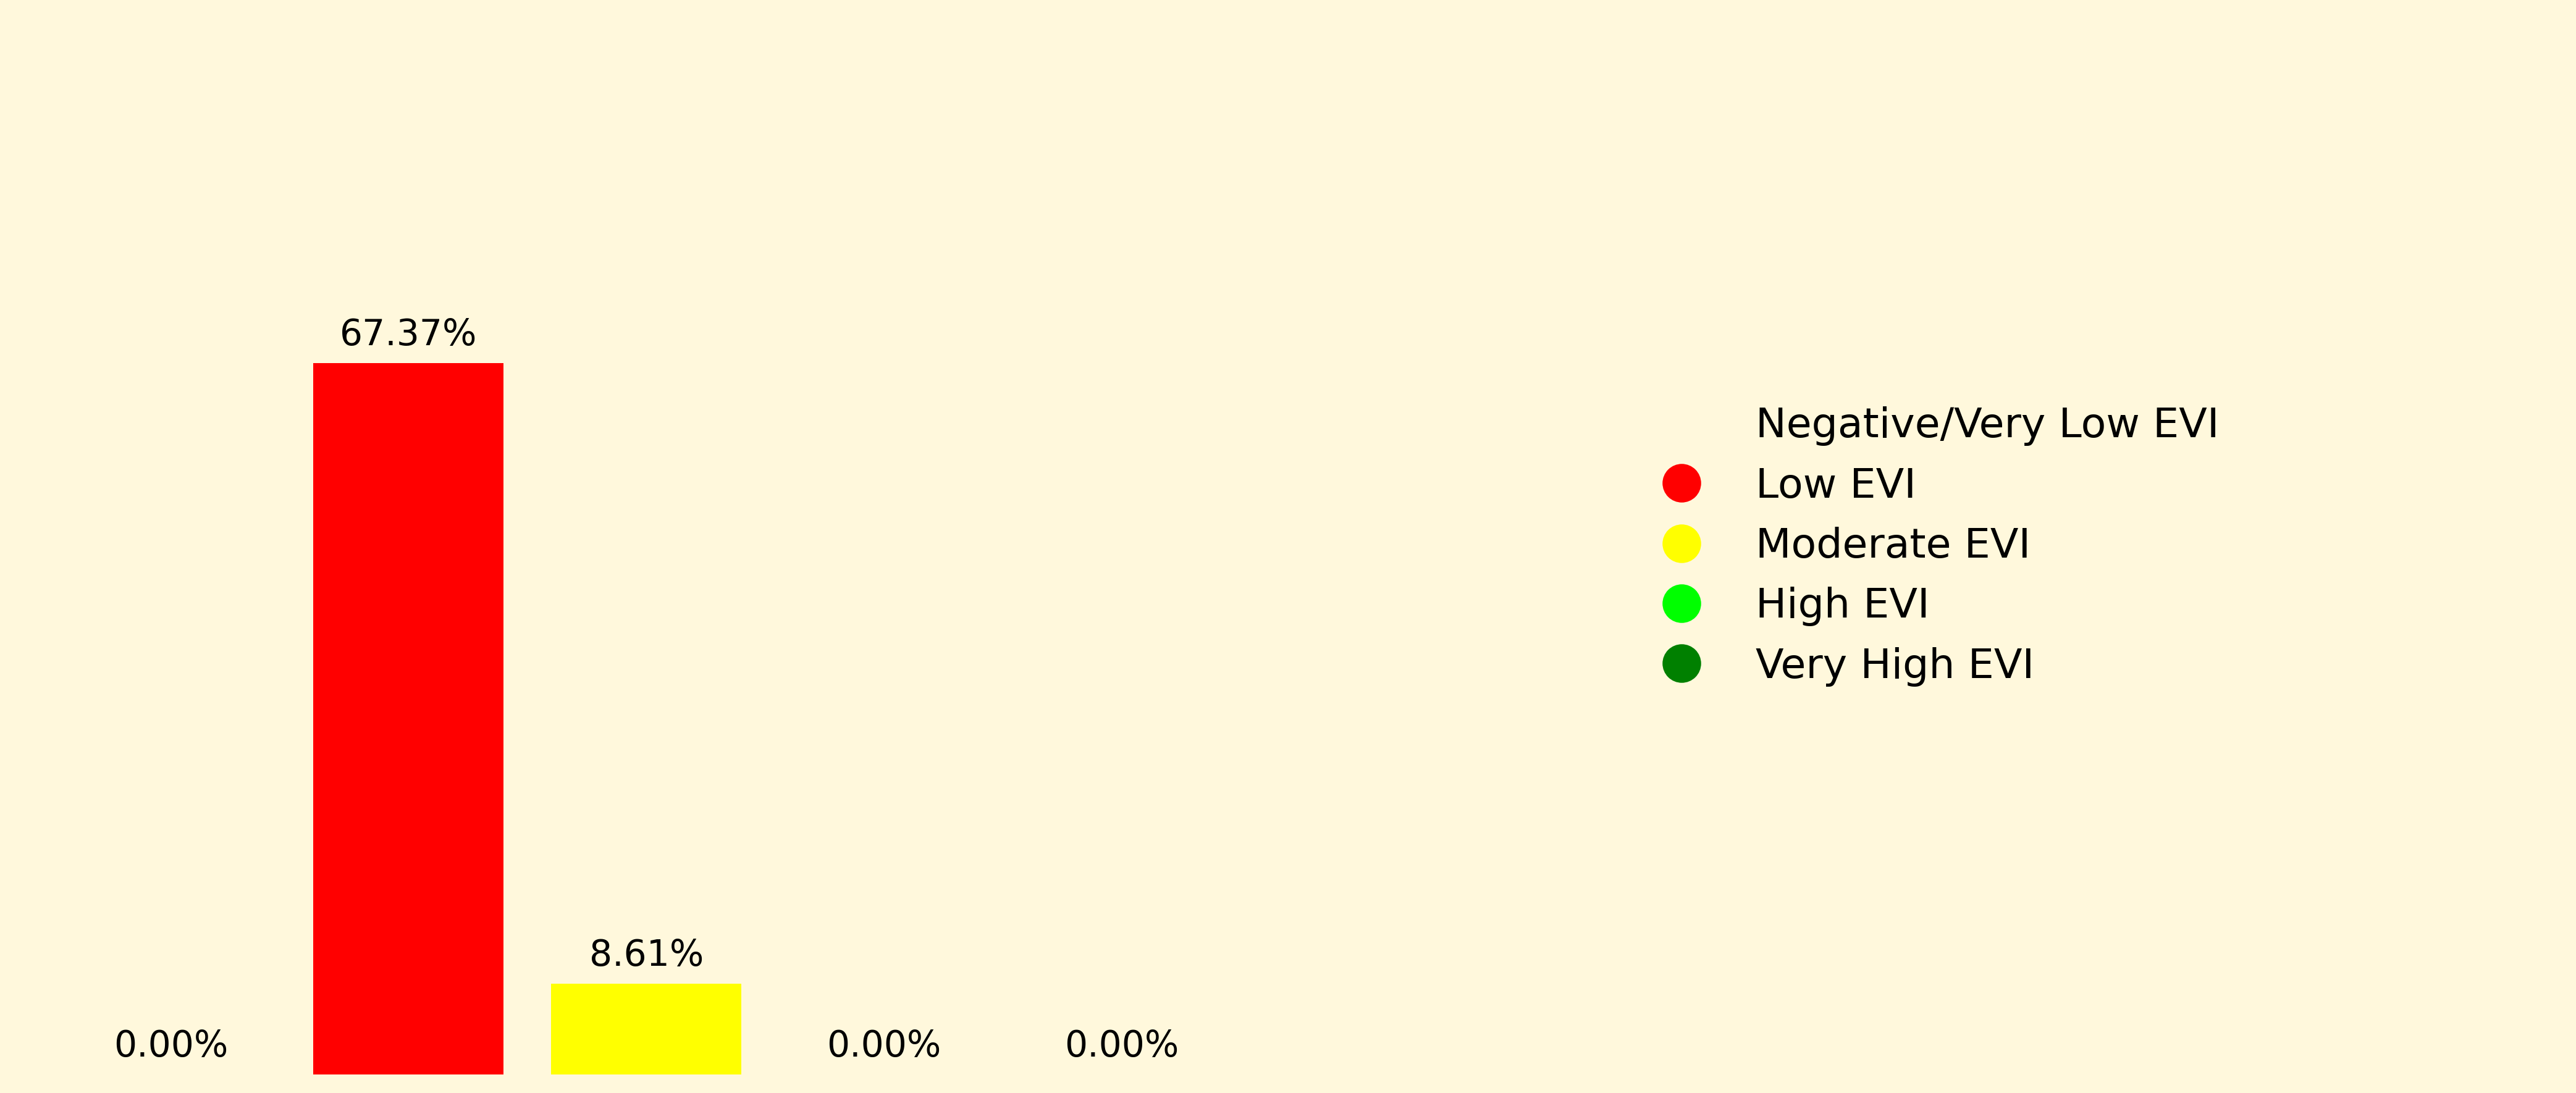 67.37%
8.61%
0.00%
0.00%
0.00%
Negative/Very Low EVI
Low EVI
Moderate EVI
High EVI
Very High EVI